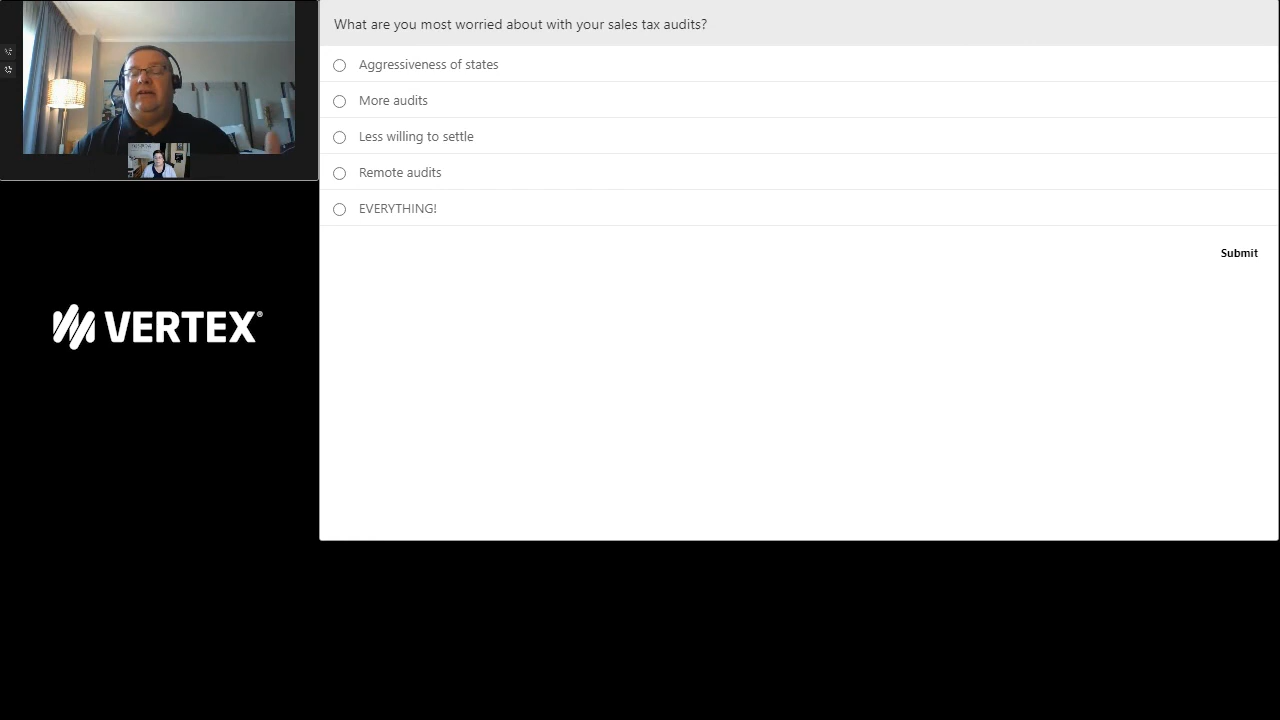 What are you most worried about with your sales tax audits?
Aggressiveness of states
More audits
Less willing to settle
Remote audits
EVERYTHING!
Submit
VERTEX®